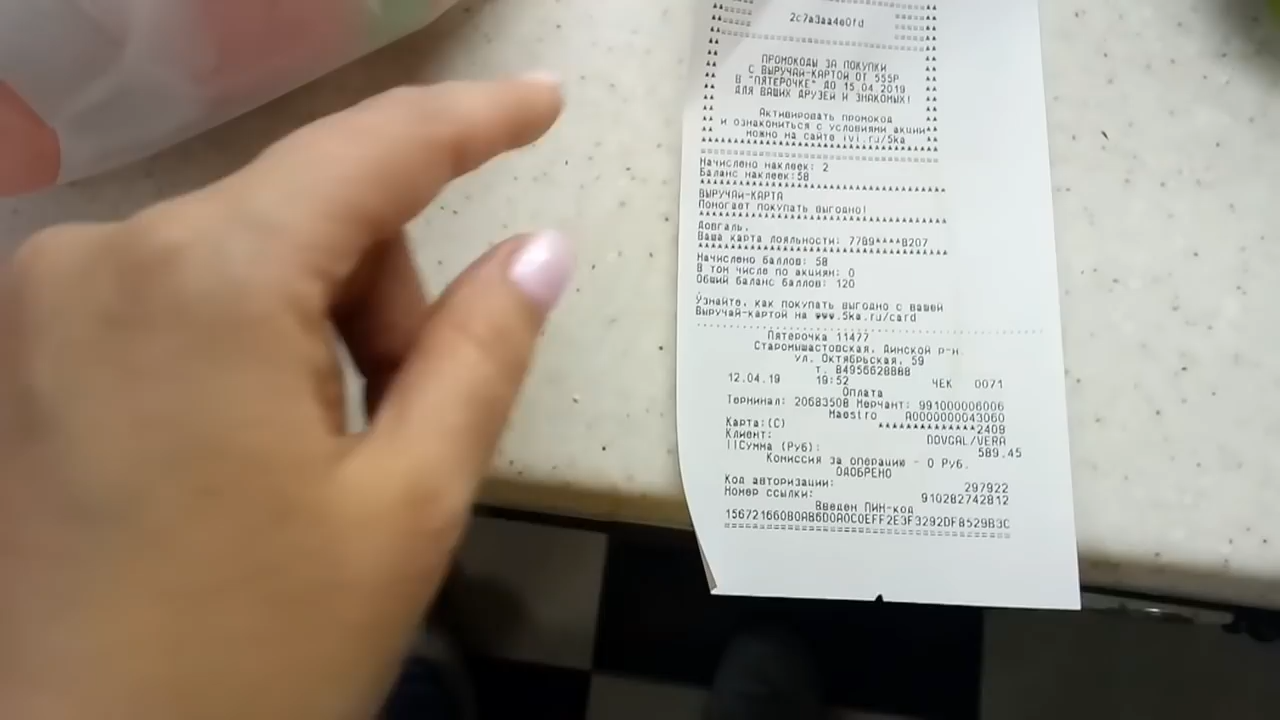 2c7a3aa4e0fd
ПРОМОКОДЫ ЗА ПОКУПКИ
С ВЫРУЧАЙ-КАРТОЙ ОТ 555Р
В "ПЯТЕРОЧКЕ" ДО 15.04.2019
ДЛЯ ВАШИХ ДРУЗЕЙ И ЗНАКОМЫХ!
Активировать промокод
и ознакомиться с условиями акции
можно на сайте ivi.ru/5ka
Начислено наклеек: 2
Баланс наклеек:58
ВЫРУЧАЙ-КАРТА
Помогает покупать выгодно!
Довгаль.
Ваша карта лояльности: 7789****8207
Начислено баллов: 58
В том числе по акциям: 0
Общий баланс баллов: 120
Узнайте, как покупать выгодно с вашей
Выручай-картой на www.5ka.ru/card
Пятерочка 11477
Старомышастовская, Динской р-н.
ул. Октябрьская, 59
т. 84956628888
12.04.19 19:52 ЧЕК 0071
Оплата
Терминал: 20683508 Мерчант: 991000006006
Maestro A0000000043060
Карта:(C) ************2408
Клиент: DOVGAL/VERA
||Сумма (Руб): 589.45
Комиссия за операцию - 0 Руб.
ОДОБРЕНО
Код авторизации: 297922
Номер ссылки: 910282742812
Введен ПИН-код
156721660B0AB6D0A0C0EFF2E3F3292DF8529B3C